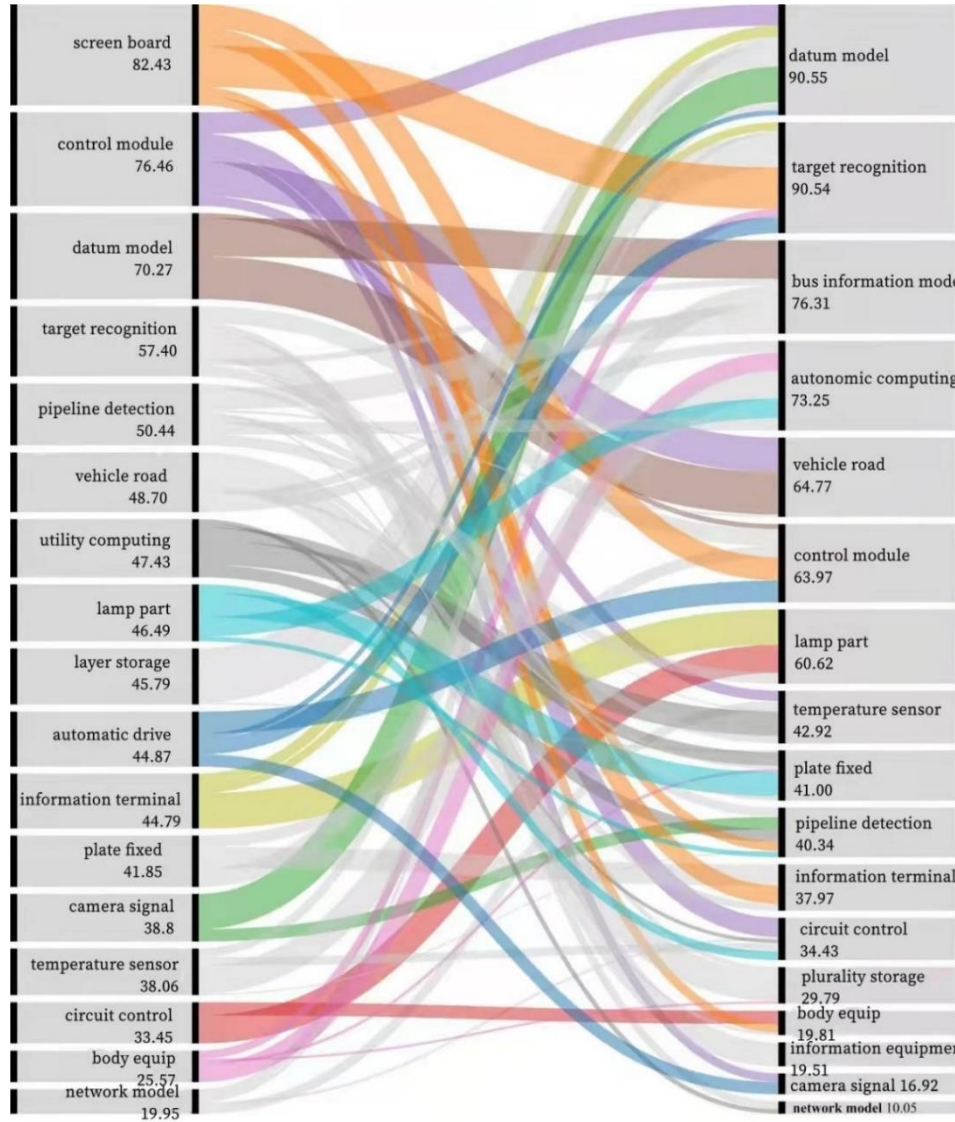 screen board
82.43
control module
76.46
datum model
70.27
target recognition
57.40
pipeline detection
50.44
vehicle road
48.70
utility computing
47.43
lamp part
46.49
layer storage
45.79
automatic drive
44.87
information terminal
44.79
plate fixed
41.85
camera signal
38.8
temperature sensor
38.06
circuit control
33.45
body equip
25.57
network model
19.95
datum model
90.55
target recognition
90.54
bus information mode
76.31
autonomic computing
73.25
vehicle road
64.77
control module
63.97
lamp part
60.62
temperature sensor
42.92
plate fixed
41.00
pipeline detection
40.34
information terminal
37.97
circuit control
34.43
plurality storage
29.79
body equip
19.81
information equipmen
19.51
camera signal 16.92
network model 10.05